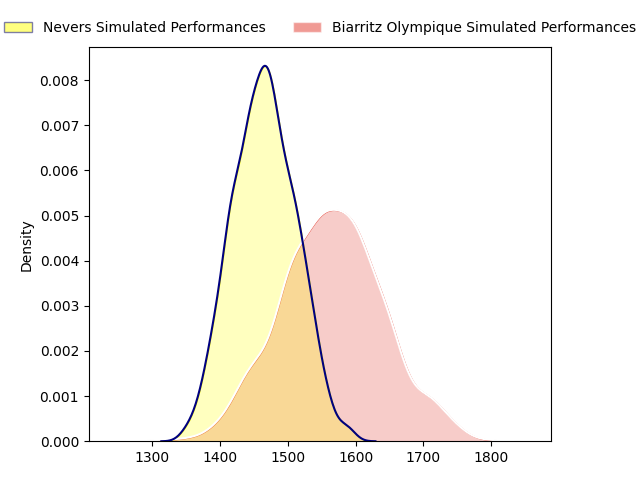 Nevers Simulated Performances
Biarritz Olympique Simulated Performances
0.008
0.007
0.006
0.005
0.004
0.003
0.002
0.001
0.000
Density
1300 1400 1500 1600 1700 1800